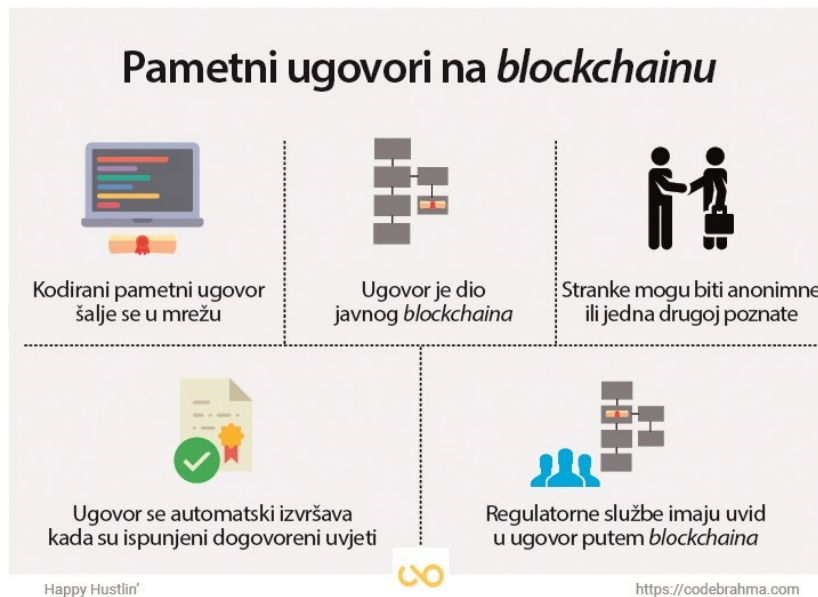 Pametni ugovori na blockchainu
Kodirani pametni ugovor
šalje se u mrežu
Ugovor je dio
javnog blockchaina
Stranke mogu biti anonimne
ili jedna drugoj poznate
Ugovor se automatski izvršava
kada su ispunjeni dogovoreni uvjeti
Regulatorne službe imaju uvid
u ugovor putem blockchaina
Happy Hustlin'
https://codebrahma.com